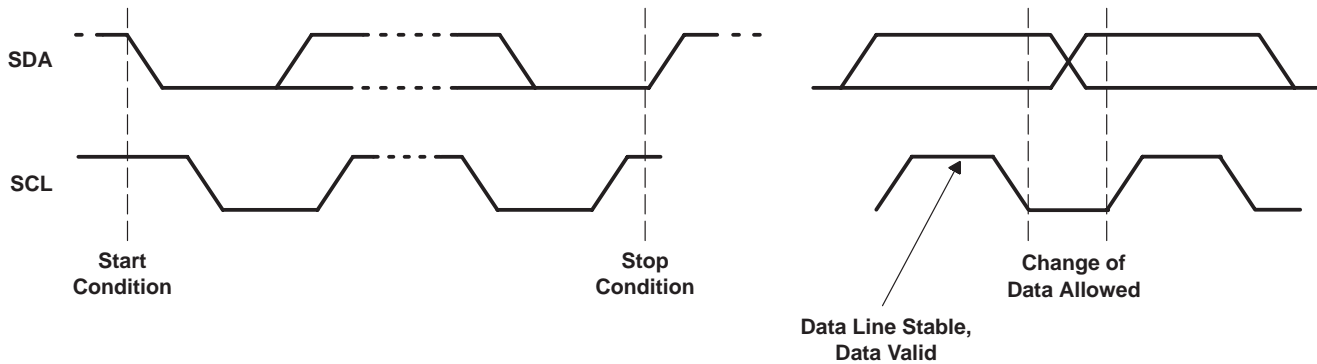 SDA
SCL
Start
Condition
Stop
Condition
Change of
Data Allowed
Data Line Stable,
Data Valid